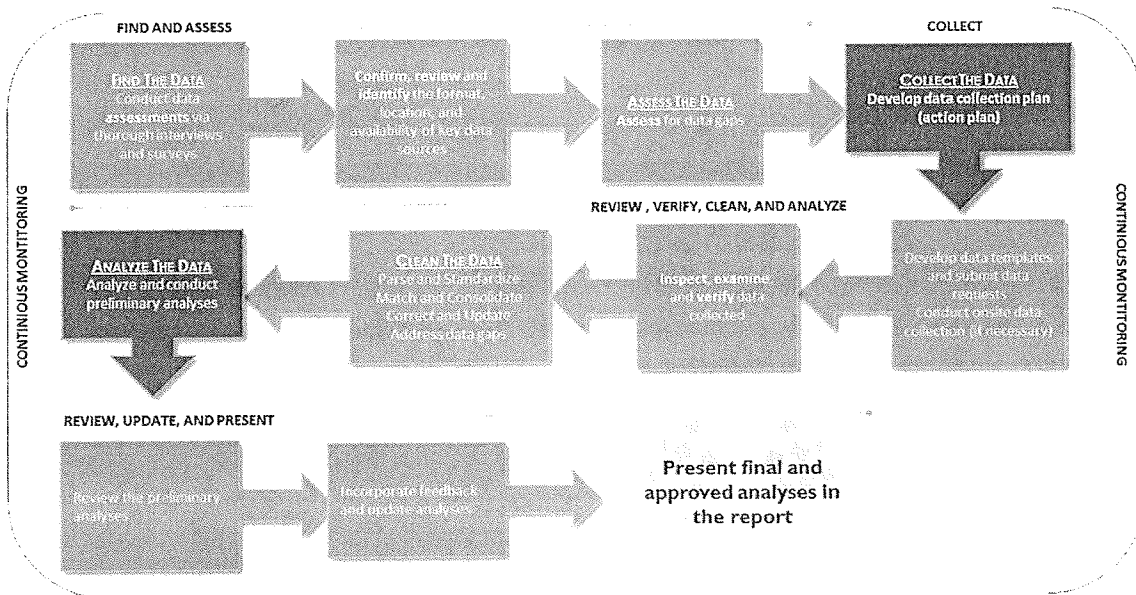 FIND AND ASSESS
FIND THE DATA
Conduct data
assessments via
thorough interviews
and surveys
Confirm, review and
identify the format,
location, and
availability of key data
sources
ASSESS THE DATA
Assess for data gaps
COLLECT
COLLECT THE DATA
Develop data collection plan
(action plan)
CONTINIOUS MONTITORING
CONTINIOUS MONTITORING
REVIEW , VERIFY, CLEAN, AND ANALYZE
Develop data templates
and submit data
requests
Conduct onsite data
collection (if necessary)
Inspect, examine
and verify data
collected
CLEAN THE DATA
Parse and Standardize
Match and Consolidate
Correct and Update
Address data gaps
ANALYZE THE DATA
Analyze and conduct
preliminary analyses
REVIEW, UPDATE, AND PRESENT
Review the preliminary
analyses
Incorporate feedback
and update analyses
Present final and
approved analyses in
the report